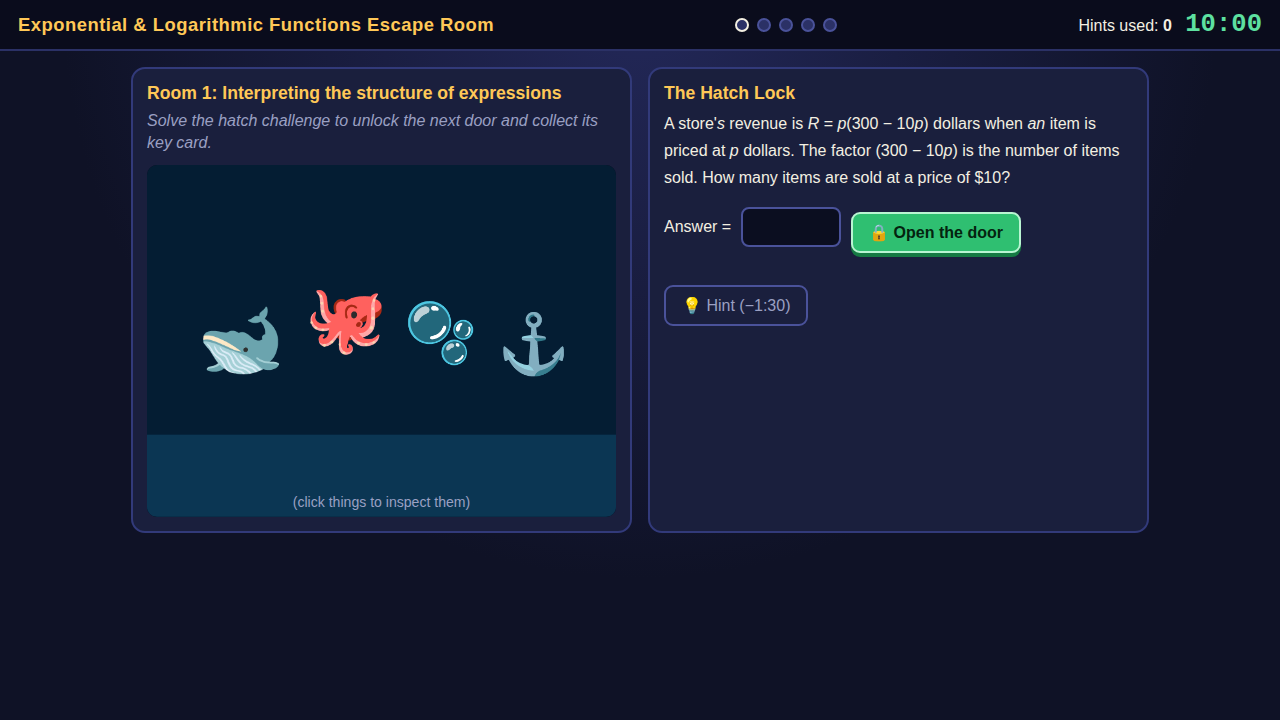 Exponential & Logarithmic Functions Escape Room
Hints used: 0 10:00
Room 1: Interpreting the structure of expressions
Solve the hatch challenge to unlock the next door and collect its
key card.
(click things to inspect them)
The Hatch Lock
A store's revenue is R = p(300 − 10p) dollars when an item is
priced at p dollars. The factor (300 − 10p) is the number of items
sold. How many items are sold at a price of $10?
Answer =
🔒 Open the door
💡 Hint (−1:30)